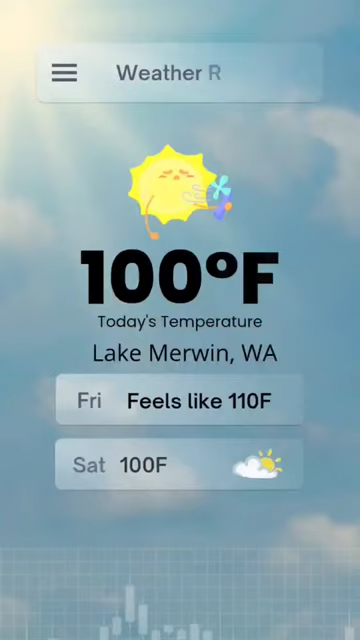 Weather R
100°F
Today's Temperature
Lake Merwin, WA
Fri Feels like 110F
Sat 100F